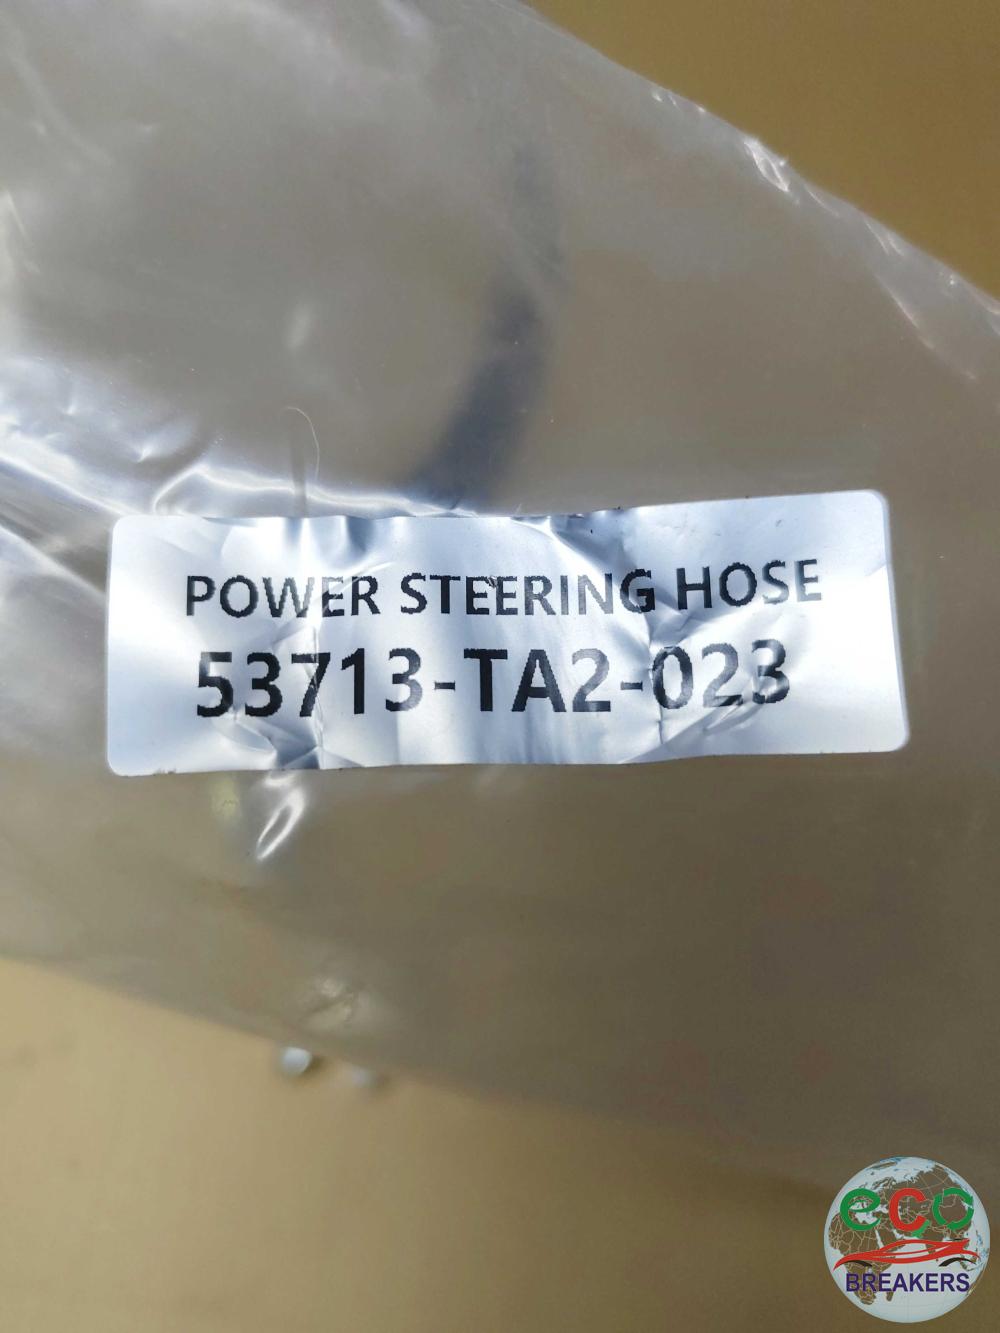 POWER STEERING HOSE
53713-TA2-023
eco
BREAKERS